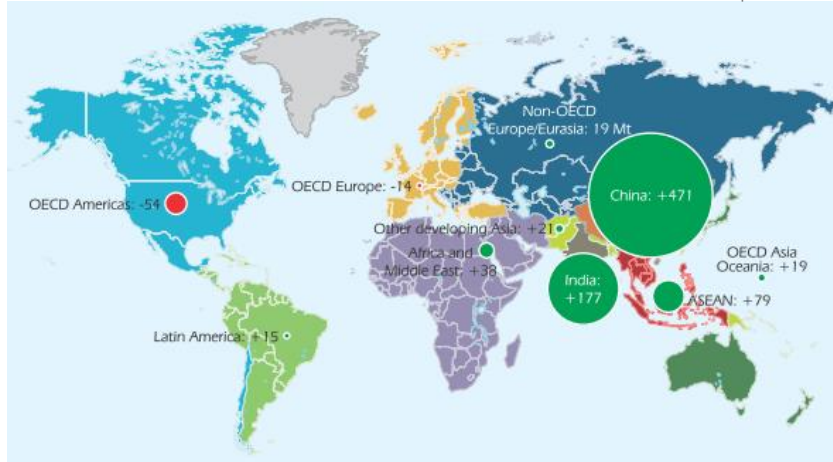 Non-OECD
Europe/Eurasia: 19 Mt
OECD Europe: -14
China: +471
OECD Americas: -54
Other developing Asia: +21
Africa and
Middle East: +38
OECD Asia
Oceania: +19
India:
+177
ASEAN: +79
Latin America: +15